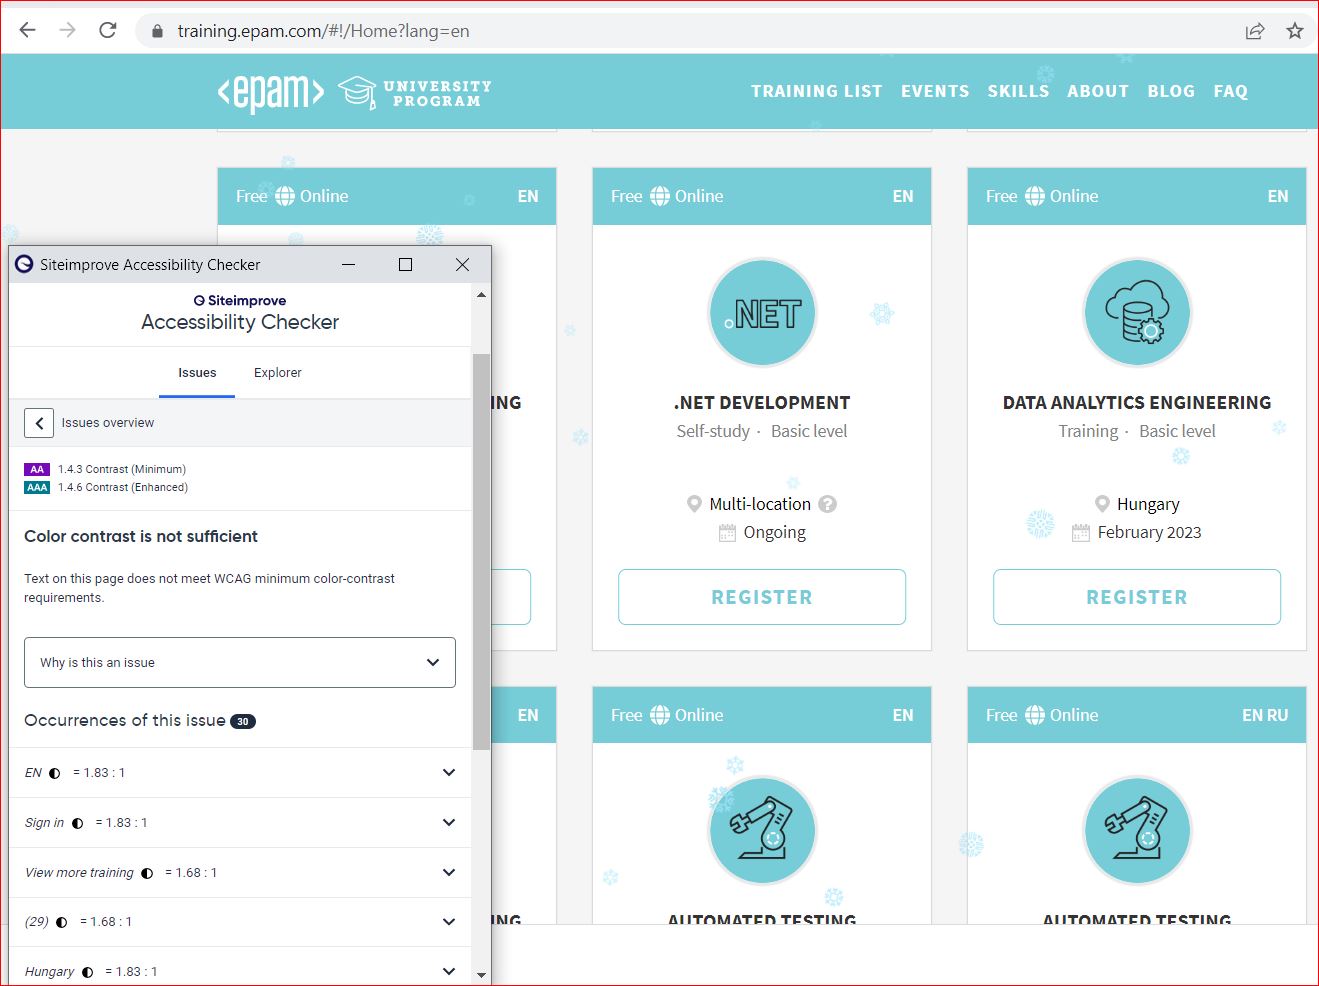 training.epam.com/#!/Home?lang=en
<epam> UNIVERSITY PROGRAM
TRAINING LIST EVENTS SKILLS ABOUT BLOG FAQ
Free Online EN
Free Online EN
Free Online EN
Siteimprove Accessibility Checker
Siteimprove
Accessibility Checker
Issues Explorer
Issues overview
AA 1.4.3 Contrast (Minimum)
AAA 1.4.6 Contrast (Enhanced)
Color contrast is not sufficient
Text on this page does not meet WCAG minimum color-contrast
requirements.
Why is this an issue
Occurrences of this issue 30
EN = 1.83 : 1
Sign in = 1.83 : 1
View more training = 1.68 : 1
(29) = 1.68 : 1
Hungary = 1.83 : 1
ING
.NET
.NET DEVELOPMENT
Self-study · Basic level
Multi-location ?
Ongoing
REGISTER
DATA ANALYTICS ENGINEERING
Training · Basic level
Hungary
February 2023
REGISTER
EN
ING
Free Online EN
AUTOMATED TESTING
Free Online EN RU
AUTOMATED TESTING